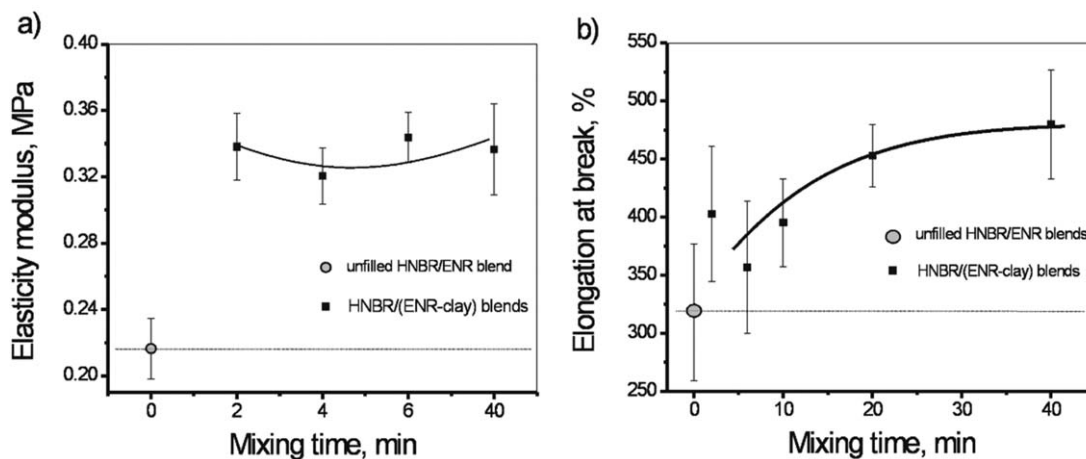 a)
Elasticity modulus, MPa
0.40
0.36
0.32
0.28
0.24
0.20
unfilled HNBR/ENR blend
HNBR/(ENR-clay) blends
0 2 4 6 40
Mixing time, min
b)
Elongation at break, %
550
500
450
400
350
300
250
unfilled HNBR/ENR blends
HNBR/(ENR-clay) blends
0 10 20 30 40
Mixing time, min